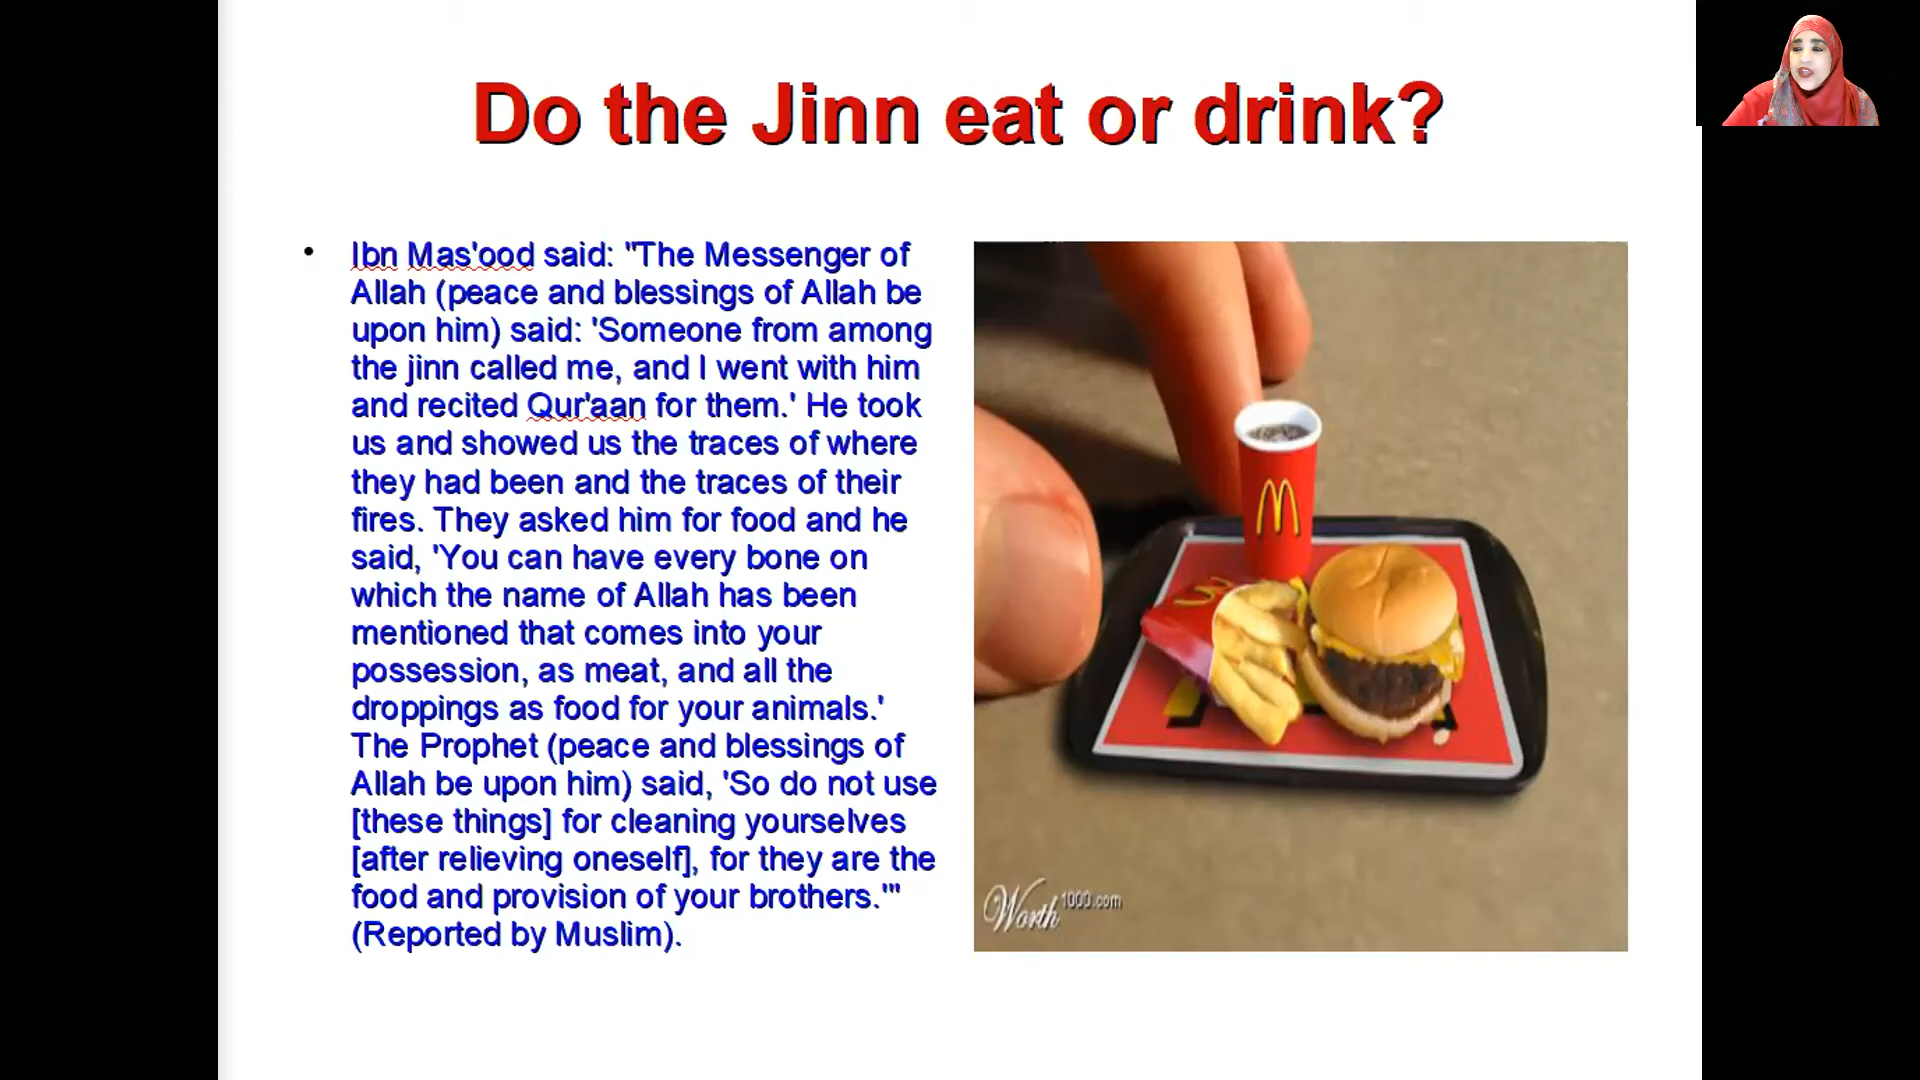 Do the Jinn eat or drink?
• Ibn Mas'ood said: "The Messenger of
Allah (peace and blessings of Allah be
upon him) said: 'Someone from among
the jinn called me, and I went with him
and recited Qur'aan for them.' He took
us and showed us the traces of where
they had been and the traces of their
fires. They asked him for food and he
said, 'You can have every bone on
which the name of Allah has been
mentioned that comes into your
possession, as meat, and all the
droppings as food for your animals.'
The Prophet (peace and blessings of
Allah be upon him) said, 'So do not use
[these things] for cleaning yourselves
[after relieving oneself], for they are the
food and provision of your brothers.'"
(Reported by Muslim).
Worth1000.com